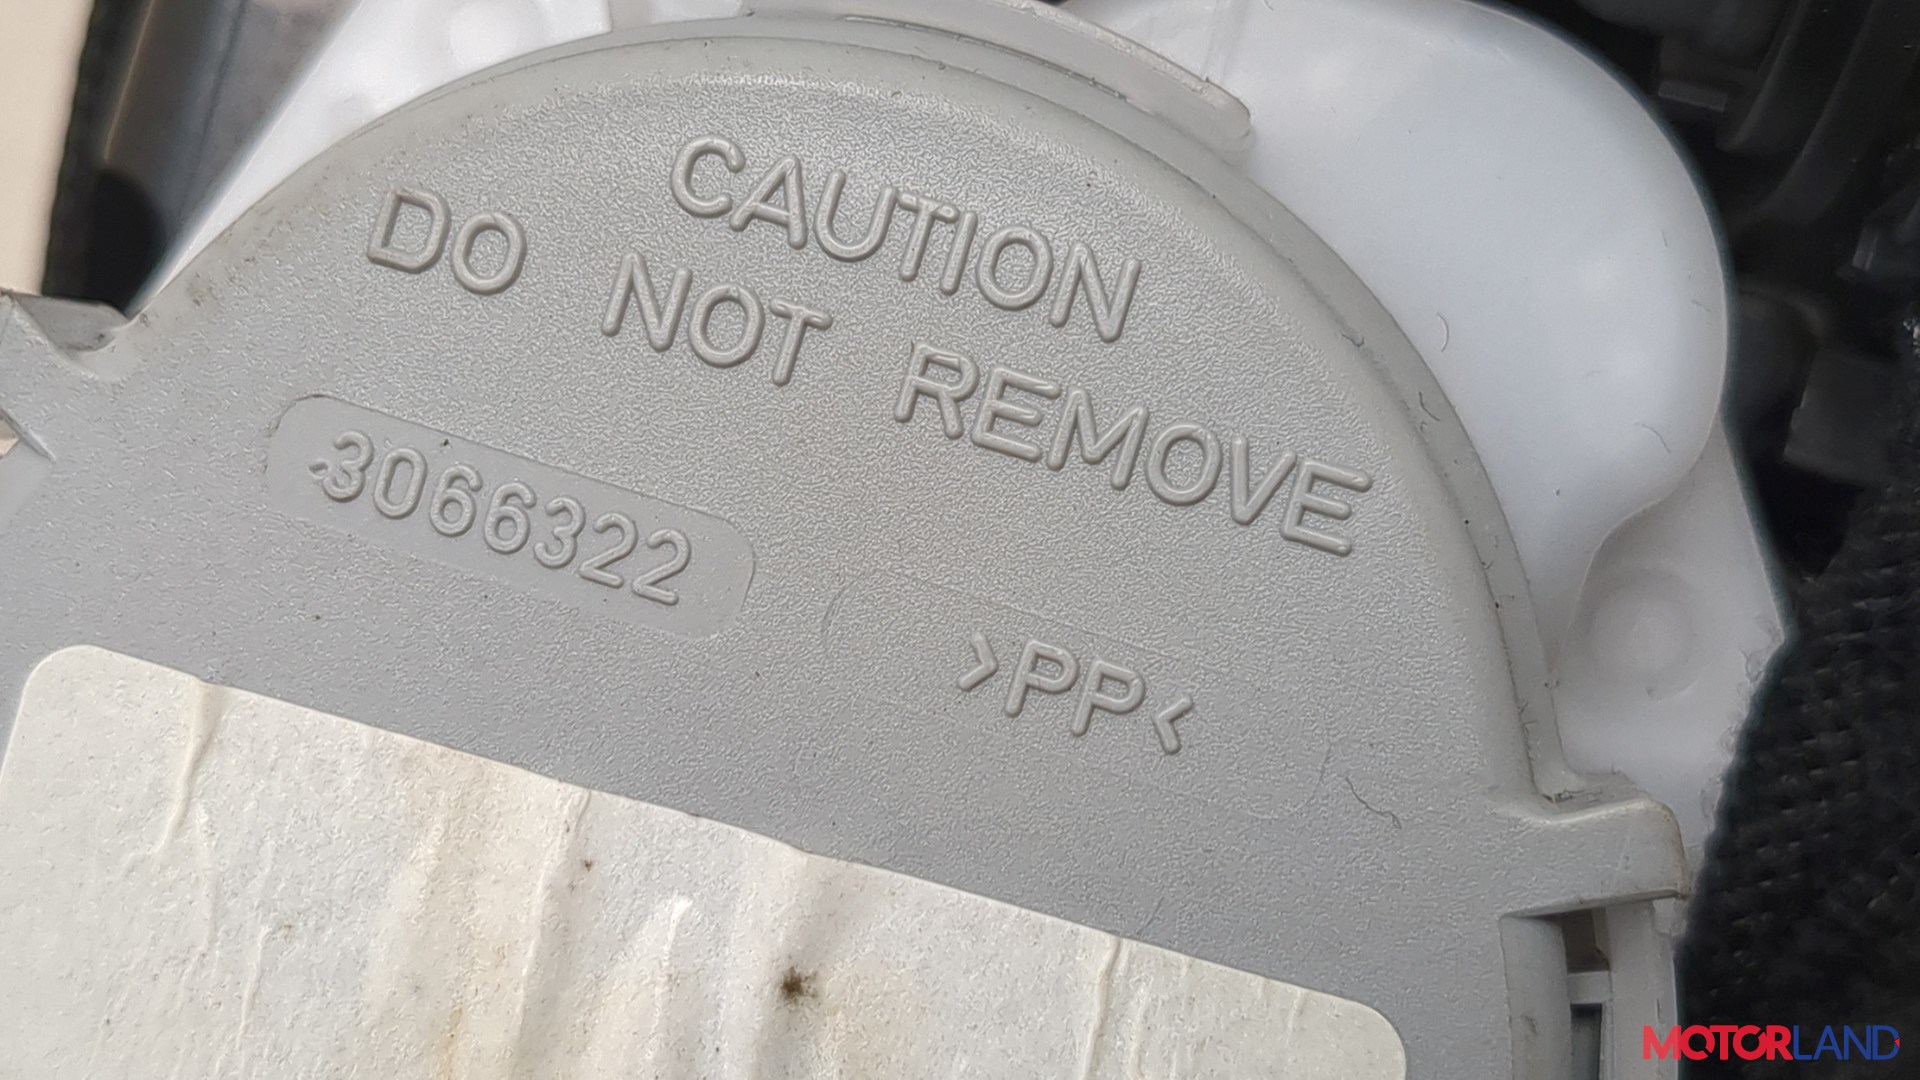 CAUTION
DO NOT REMOVE
3066322
>PP<
MOTORLAND